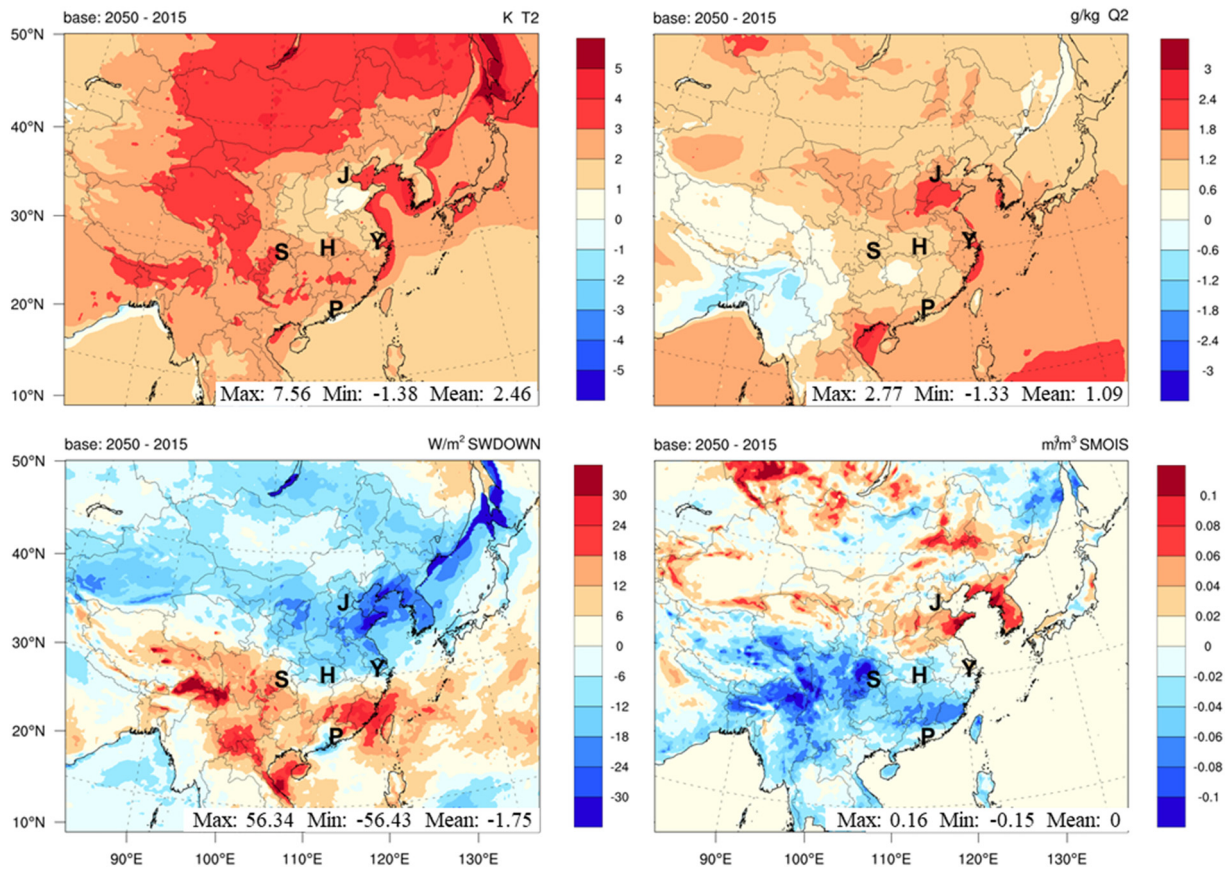 base: 2050 - 2015 K T2
50°N
40°N
30°N
20°N
10°N
J
S H Y
P
Max: 7.56 Min: -1.38 Mean: 2.46
5
4
3
2
1
0
-1
-2
-3
-4
-5
base: 2050 - 2015 g/kg Q2
J
S H Y
P
Max: 2.77 Min: -1.33 Mean: 1.09
3
2.4
1.8
1.2
0.6
0
-0.6
-1.2
-1.8
-2.4
-3
base: 2050 - 2015 W/m² SWDOWN
50°N
40°N
30°N
20°N
10°N
J
S H Y
P
Max: 56.34 Min: -56.43 Mean: -1.75
90°E 100°E 110°E 120°E 130°E
30
24
18
12
6
0
-6
-12
-18
-24
-30
base: 2050 - 2015 m³m³ SMOIS
J
S H Y
P
Max: 0.16 Min: -0.15 Mean: 0
90°E 100°E 110°E 120°E 130°E
0.1
0.08
0.06
0.04
0.02
0
-0.02
-0.04
-0.06
-0.08
-0.1